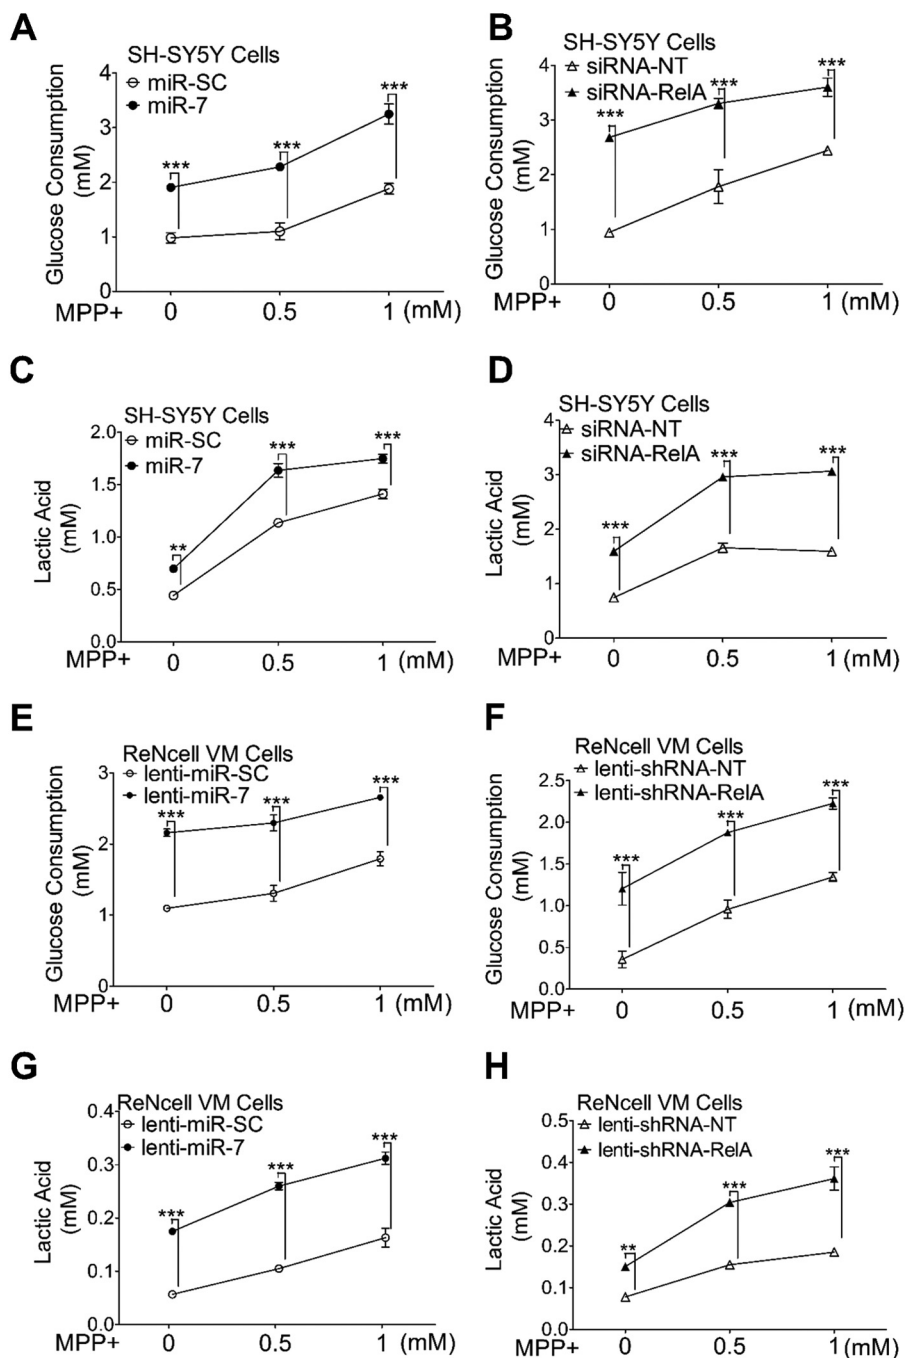 A
SH-SY5Y Cells
miR-SC
miR-7
Glucose Consumption
(mM)
4
3
2
1
0
***
***
***
MPP+ 0 0.5 1 (mM)
B
SH-SY5Y Cells
siRNA-NT
siRNA-RelA
Glucose Consumption
(mM)
4
3
2
1
0
***
***
***
MPP+ 0 0.5 1 (mM)
C
SH-SY5Y Cells
miR-SC
miR-7
Lactic Acid
(mM)
2.0
1.5
1.0
0.5
0.0
**
***
***
MPP+ 0 0.5 1 (mM)
D
SH-SY5Y Cells
siRNA-NT
siRNA-RelA
Lactic Acid
(mM)
4
3
2
1
0
***
***
***
MPP+ 0 0.5 1 (mM)
E
ReNcell VM Cells
lenti-miR-SC
lenti-miR-7
Glucose Consumption
(mM)
3
2
1
0
***
***
***
MPP+ 0 0.5 1 (mM)
F
ReNcell VM Cells
lenti-shRNA-NT
lenti-shRNA-RelA
Glucose Consumption
(mM)
2.5
2.0
1.5
1.0
0.5
0.0
***
***
***
MPP+ 0 0.5 1 (mM)
G
ReNcell VM Cells
lenti-miR-SC
lenti-miR-7
Lactic Acid
(mM)
0.4
0.3
0.2
0.1
0.0
***
***
***
MPP+ 0 0.5 1 (mM)
H
ReNcell VM Cells
lenti-shRNA-NT
lenti-shRNA-RelA
Lactic Acid
(mM)
0.5
0.4
0.3
0.2
0.1
0.0
**
***
***
MPP+ 0 0.5 1 (mM)